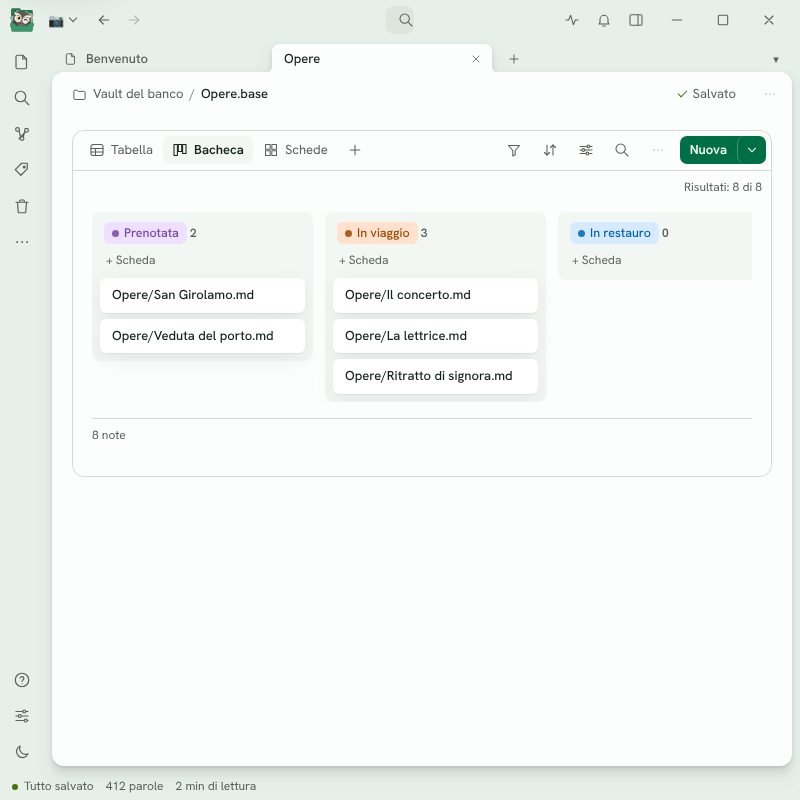 Benvenuto
Opere
Vault del banco / Opere.base
Salvato
Tabella
Bacheca
Schede
Nuova
Risultati: 8 di 8
Prenotata 2
+ Scheda
Opere/San Girolamo.md
Opere/Veduta del porto.md
In viaggio 3
+ Scheda
Opere/Il concerto.md
Opere/La lettrice.md
Opere/Ritratto di signora.md
In restauro 0
+ Scheda
8 note
Tutto salvato 412 parole 2 min di lettura